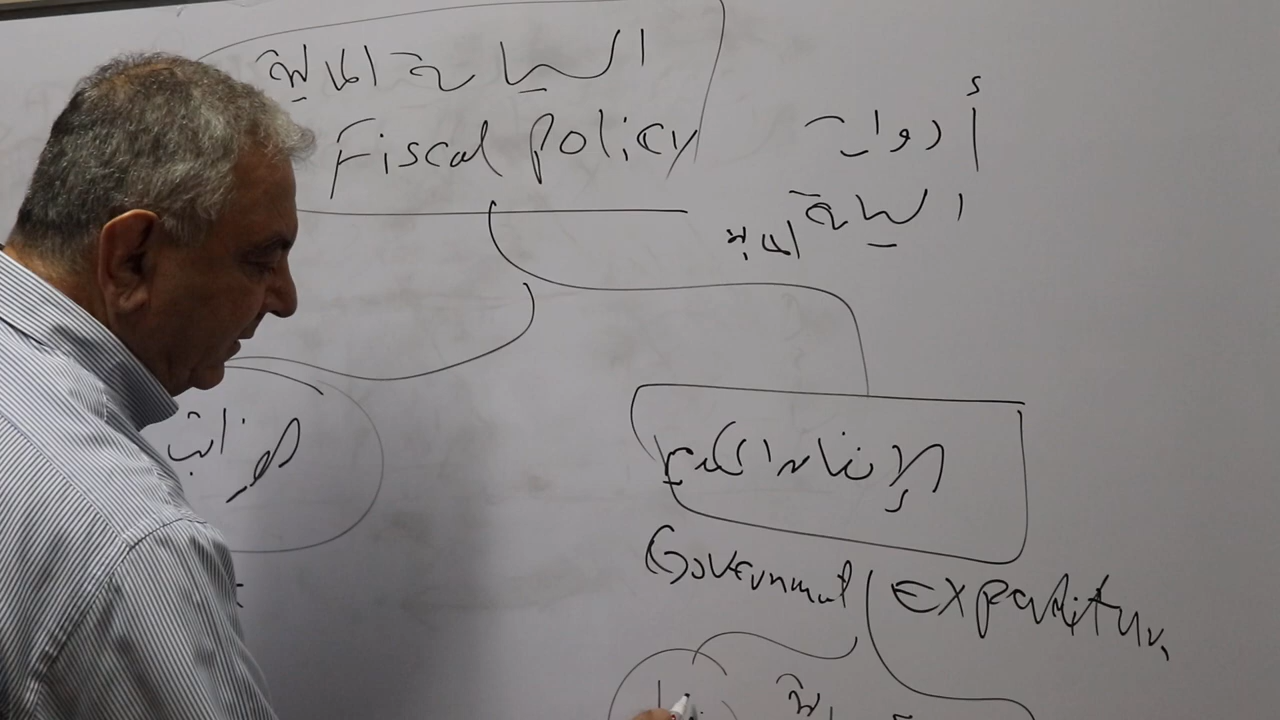 السياسة المالية
Fiscal Policy
أدوات
السياسة المالية
الضرائب
الإنفاق الحكومي
Government Expenditure